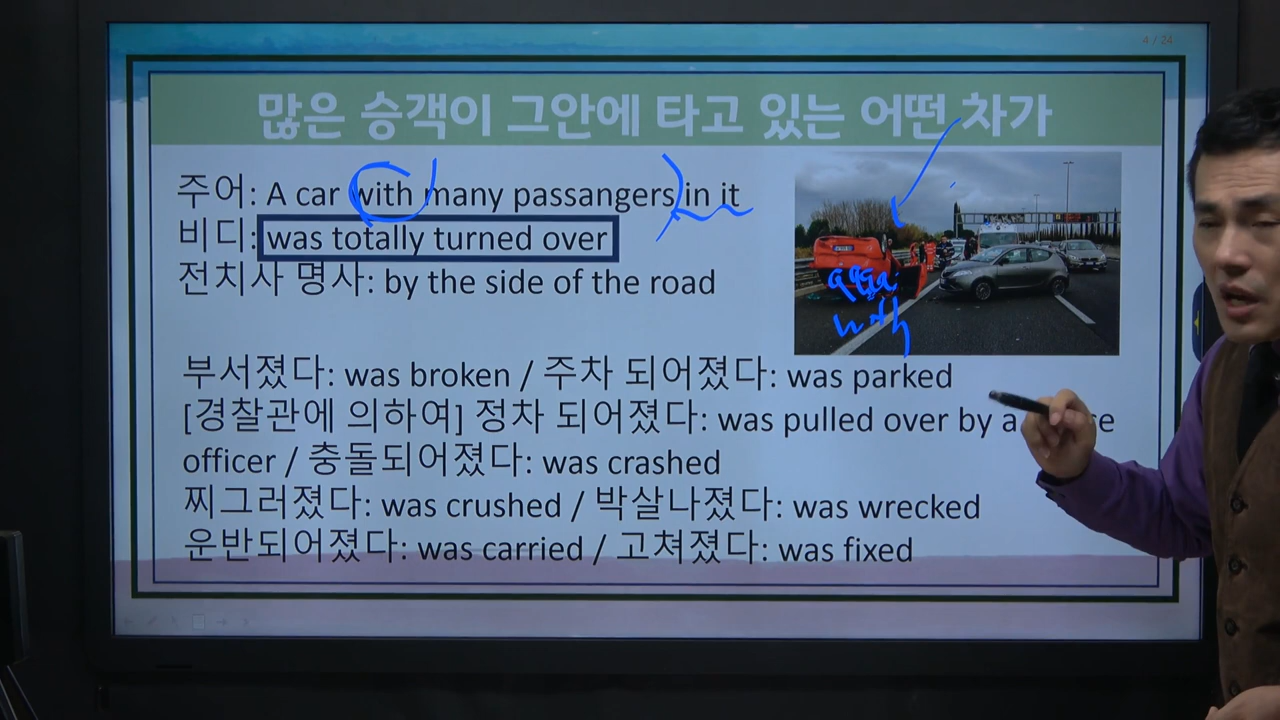 4 / 24
많은 승객이 그안에 타고 있는 어떤 차가
주어: A car with many passangers in it
비디: was totally turned over
전치사 명사: by the side of the road
with
부서졌다: was broken / 주차 되어졌다: was parked
[경찰관에 의하여] 정차 되어졌다: was pulled over by a
officer / 충돌되어졌다: was crashed
찌그러졌다: was crushed / 박살나졌다: was wrecked
운반되어졌다: was carried / 고쳐졌다: was fixed